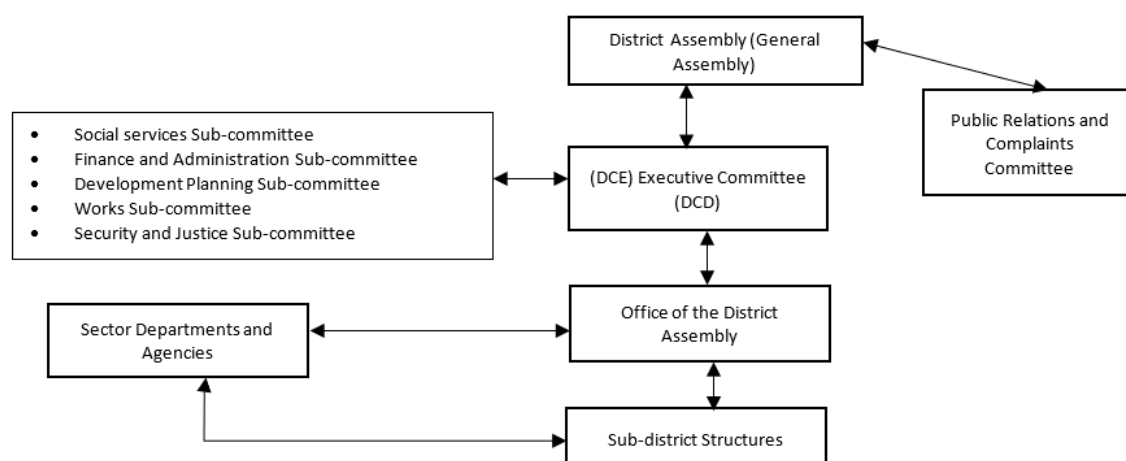 District Assembly (General
Assembly)
Public Relations and
Complaints
Committee
• Social services Sub-committee
• Finance and Administration Sub-committee
• Development Planning Sub-committee
• Works Sub-committee
• Security and Justice Sub-committee
(DCE) Executive Committee
(DCD)
Office of the District
Assembly
Sector Departments and
Agencies
Sub-district Structures